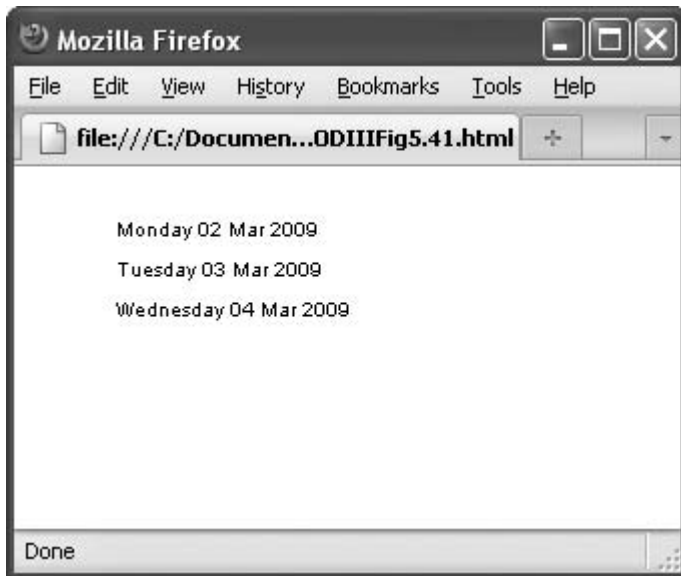 Mozilla Firefox
File Edit View History Bookmarks Tools Help
file:///C:/Documen...ODIIIFig5.41.html
Monday 02 Mar 2009
Tuesday 03 Mar 2009
Wednesday 04 Mar 2009
Done